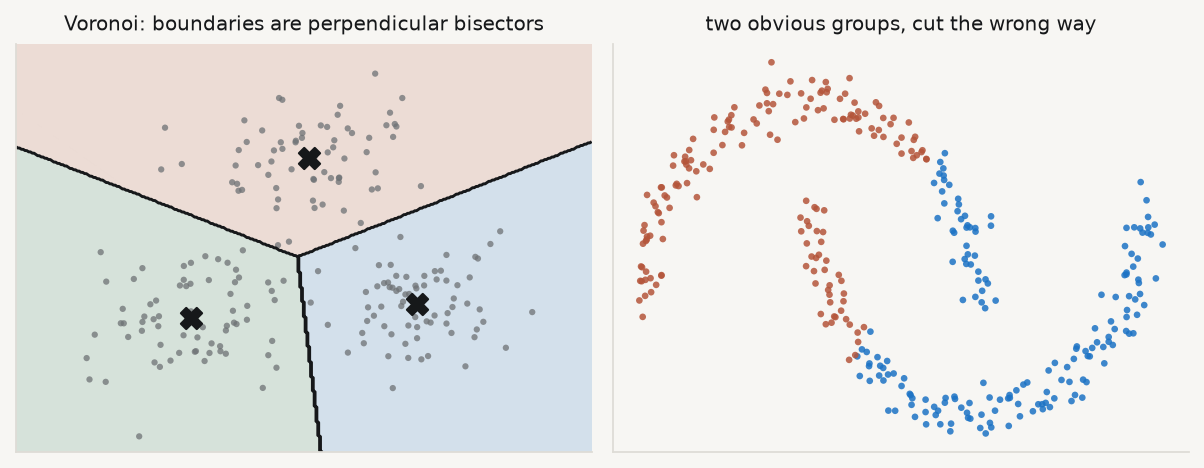 Voronoi: boundaries are perpendicular bisectors
two obvious groups, cut the wrong way